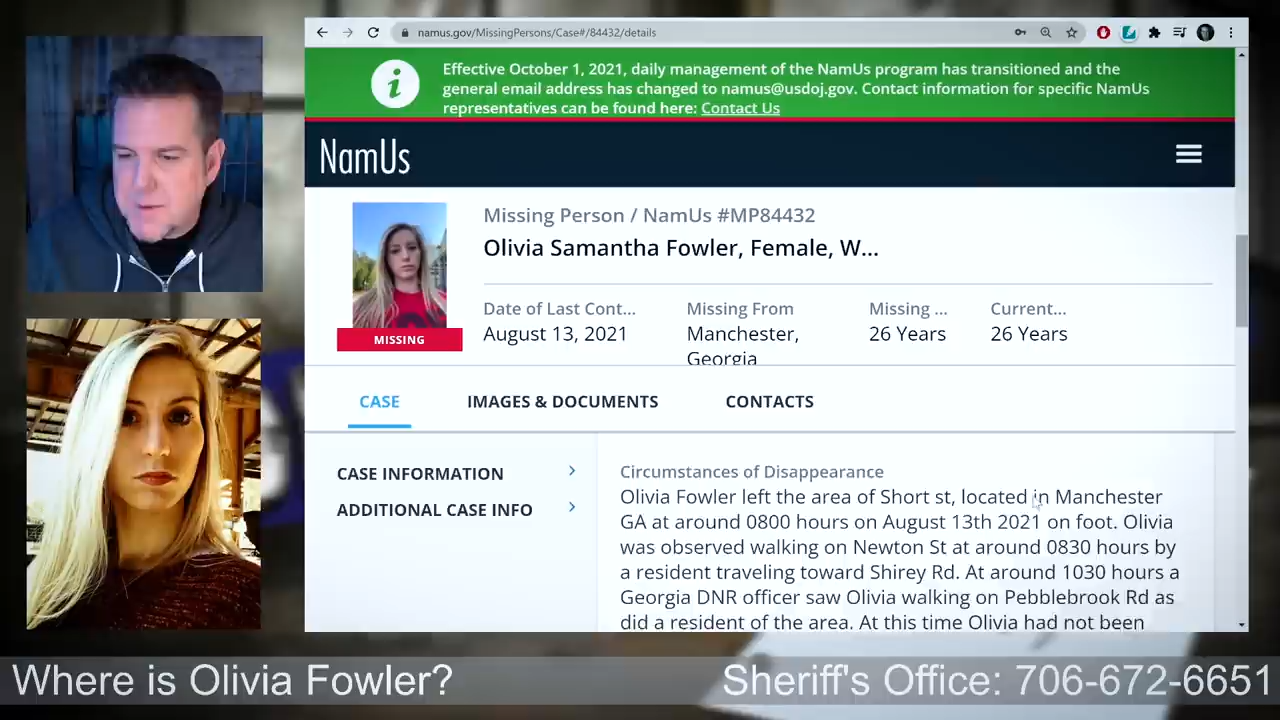 namus.gov/MissingPersons/Case#/84432/details
Effective October 1, 2021, daily management of the NamUs program has transitioned and the
general email address has changed to namus@usdoj.gov. Contact information for specific NamUs
representatives can be found here: Contact Us
NamUs
Missing Person / NamUs #MP84432
Olivia Samantha Fowler, Female, W...
MISSING
Date of Last Cont...
August 13, 2021
Missing From
Manchester,
Georgia
Missing ...
26 Years
Current...
26 Years
CASE
IMAGES & DOCUMENTS
CONTACTS
CASE INFORMATION
ADDITIONAL CASE INFO
Circumstances of Disappearance
Olivia Fowler left the area of Short st, located in Manchester
GA at around 0800 hours on August 13th 2021 on foot. Olivia
was observed walking on Newton St at around 0830 hours by
a resident traveling toward Shirey Rd. At around 1030 hours a
Georgia DNR officer saw Olivia walking on Pebblebrook Rd as
did a resident of the area. At this time Olivia had not been
Where is Olivia Fowler?
Sheriff's Office: 706-672-6651